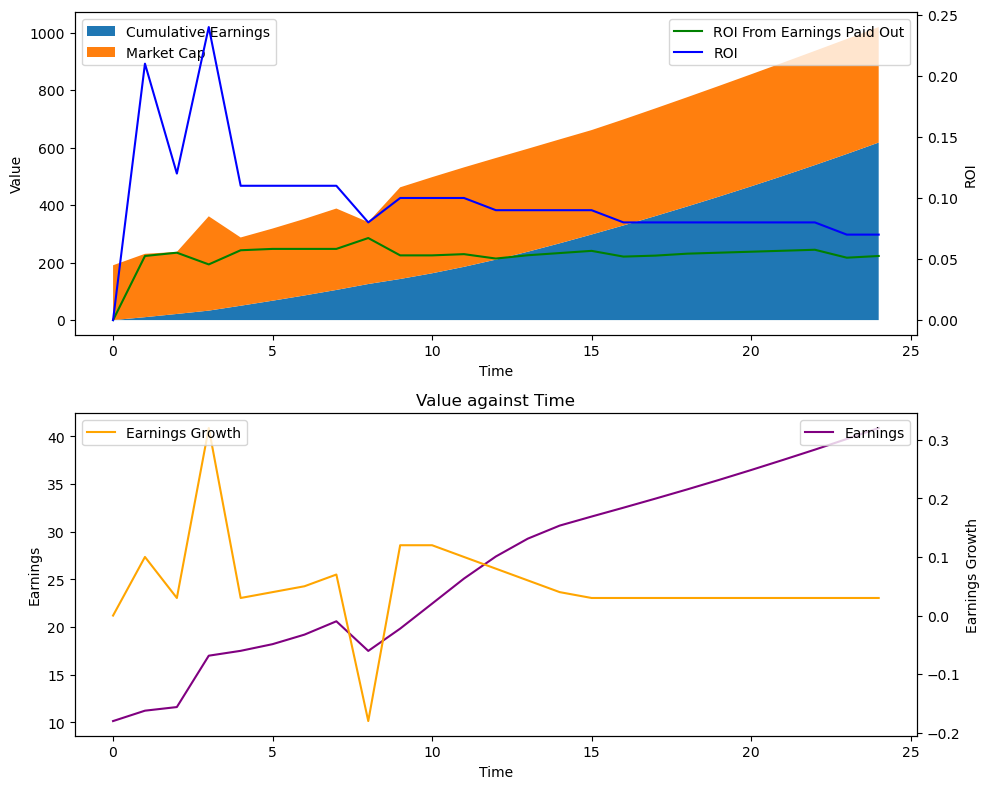 Cumulative Earnings
Market Cap
ROI From Earnings Paid Out
ROI
1000
800
600
400
200
0
Value
0.25
0.20
0.15
0.10
0.05
0.00
ROI
0 5 10 15 20 25
Time
Value against Time
Earnings Growth
Earnings
40
35
30
25
20
15
10
Earnings
0.3
0.2
0.1
0.0
−0.1
−0.2
Earnings Growth
0 5 10 15 20 25
Time